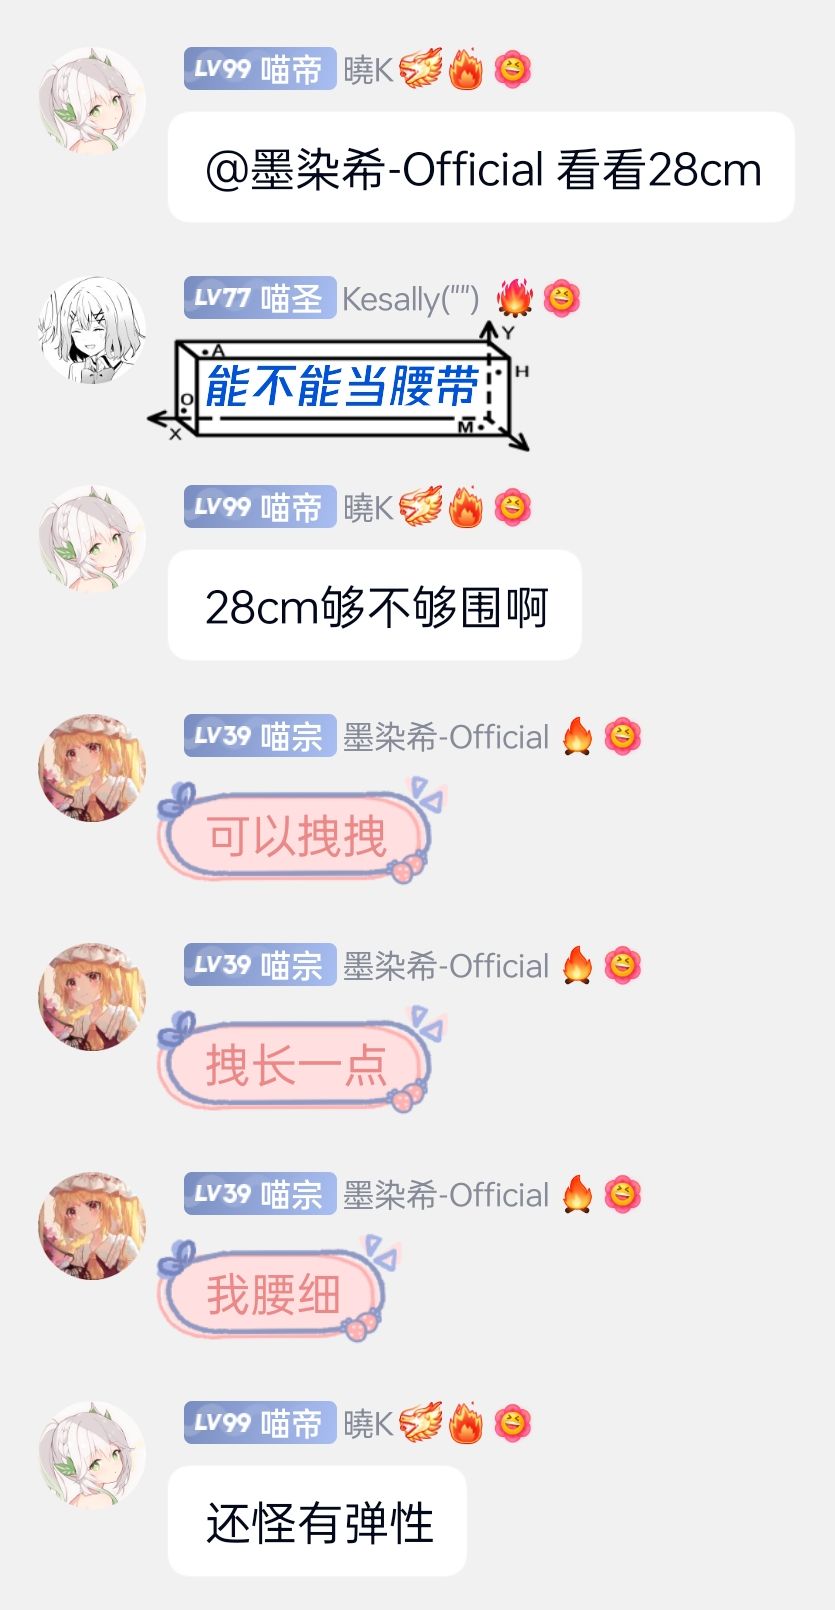 LV99 喵帝 曉K
@墨染希-Official 看看28cm
LV77 喵圣 Kesally("")
Y
A
H
能不能当腰带
O
M
X
LV99 喵帝 曉K
28cm够不够围啊
LV39 喵宗 墨染希-Official
可以拽拽
LV39 喵宗 墨染希-Official
拽长一点
LV39 喵宗 墨染希-Official
我腰细
LV99 喵帝 曉K
还怪有弹性